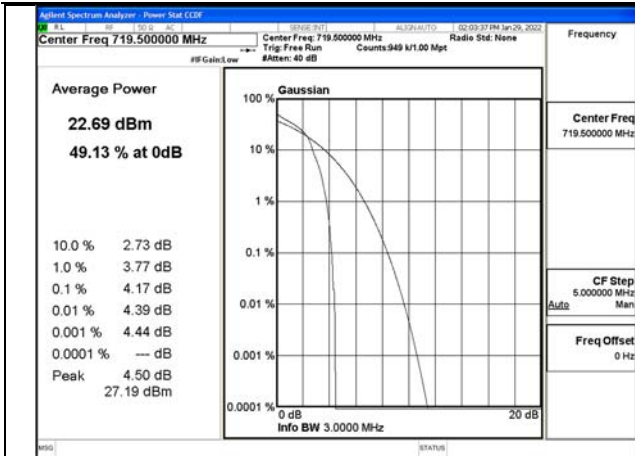 Agilent Spectrum Analyzer - Power Stat CCDF
RL RF 50 Ω AC SENSE:INT ALIGN AUTO 02:03:37 PM Jan 29, 2022
Center Freq 719.500000 MHz
Center Freq: 719.500000 MHz Radio Std: None
Trig: Free Run Counts:949 k/1.00 Mpt
#IFGain:Low #Atten: 40 dB
Frequency
Center Freq
719.500000 MHz
CF Step
5.000000 MHz
Auto Man
Freq Offset
0 Hz
Average Power
22.69 dBm
49.13 % at 0dB
10.0 % 2.73 dB
1.0 % 3.77 dB
0.1 % 4.17 dB
0.01 % 4.39 dB
0.001 % 4.44 dB
0.0001 % --- dB
Peak 4.50 dB
27.19 dBm
Gaussian
100 %
10 %
1 %
0.1 %
0.01 %
0.001 %
0.0001 %
0 dB 20 dB
Info BW 3.0000 MHz
MSG STATUS